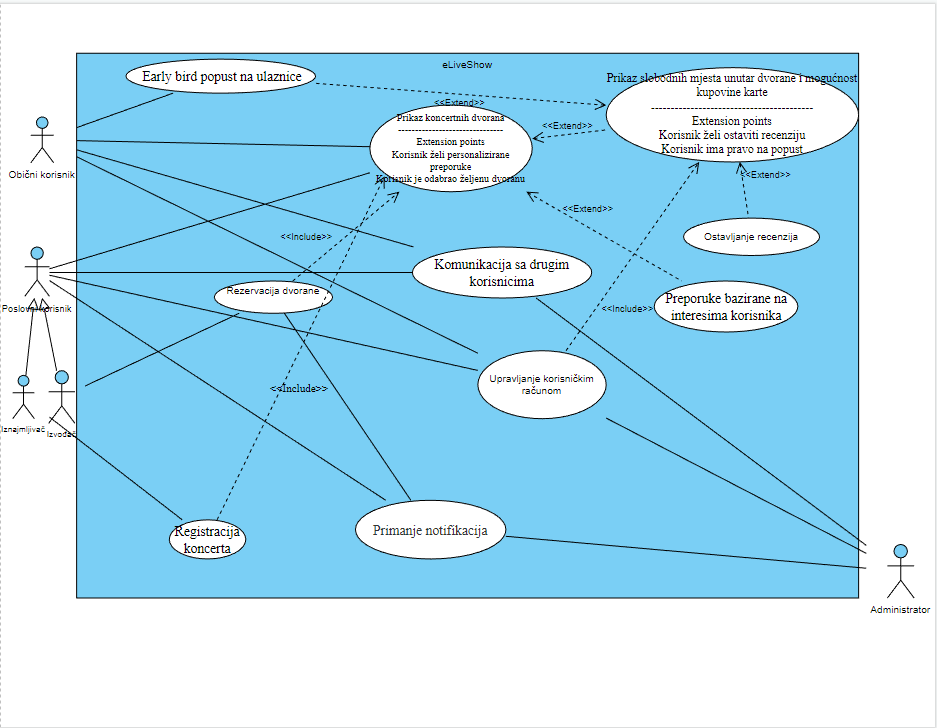 eLiveShow
Early bird popust na ulaznice
Prikaz slobodnih mjesta unutar dvorane i mogućnost
kupovine karte
-----------------------------------------
Extension points
Korisnik želi ostaviti recenziju
Korisnik ima pravo na popust
<<Extend>>
Prikaz koncertnih dvorana
-------------------------------
Extension points
Korisnik želi personalizirane
preporuke
Korisnik je odabrao željenu dvoranu
<<Extend>>
Obični korisnik
<<Extend>>
<<Extend>>
<<Include>>
Ostavljanje recenzija
Komunikacija sa drugim
korisnicima
Rezervacija dvorane
Preporuke bazirane na
interesima korisnika
Poslovni korisnik
<<Include>>
Upravljanje korisničkim
računom
<<Include>>
Iznajmljivač
Izvođač
Registracija
koncerta
Primanje notifikacija
Administrator